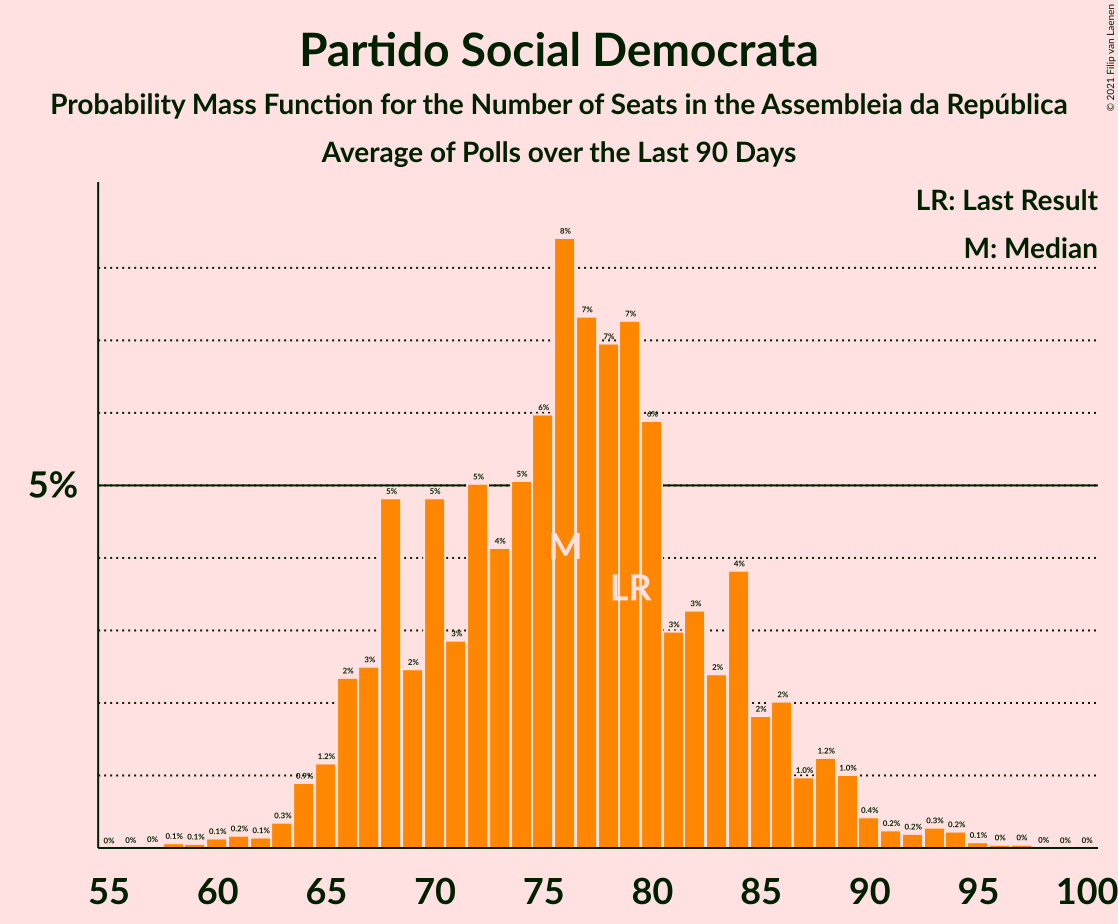 Partido Social Democrata
Probability Mass Function for the Number of Seats in the Assembleia da República
Average of Polls over the Last 90 Days
© 2021 Filip van Laenen
LR: Last Result
M: Median
5%
0% 0% 0% 0.1% 0.1% 0.1% 0.2% 0.1% 0.3% 0.9% 1.2% 2% 3% 5% 2% 5% 3% 5% 4% 5% 6% 8% 7% 7% 7% 6% 3% 3% 2% 4% 2% 2% 1.0% 1.2% 1.0% 0.4% 0.2% 0.2% 0.3% 0.2% 0.1% 0% 0% 0% 0% 0%
M
LR
55 60 65 70 75 80 85 90 95 100